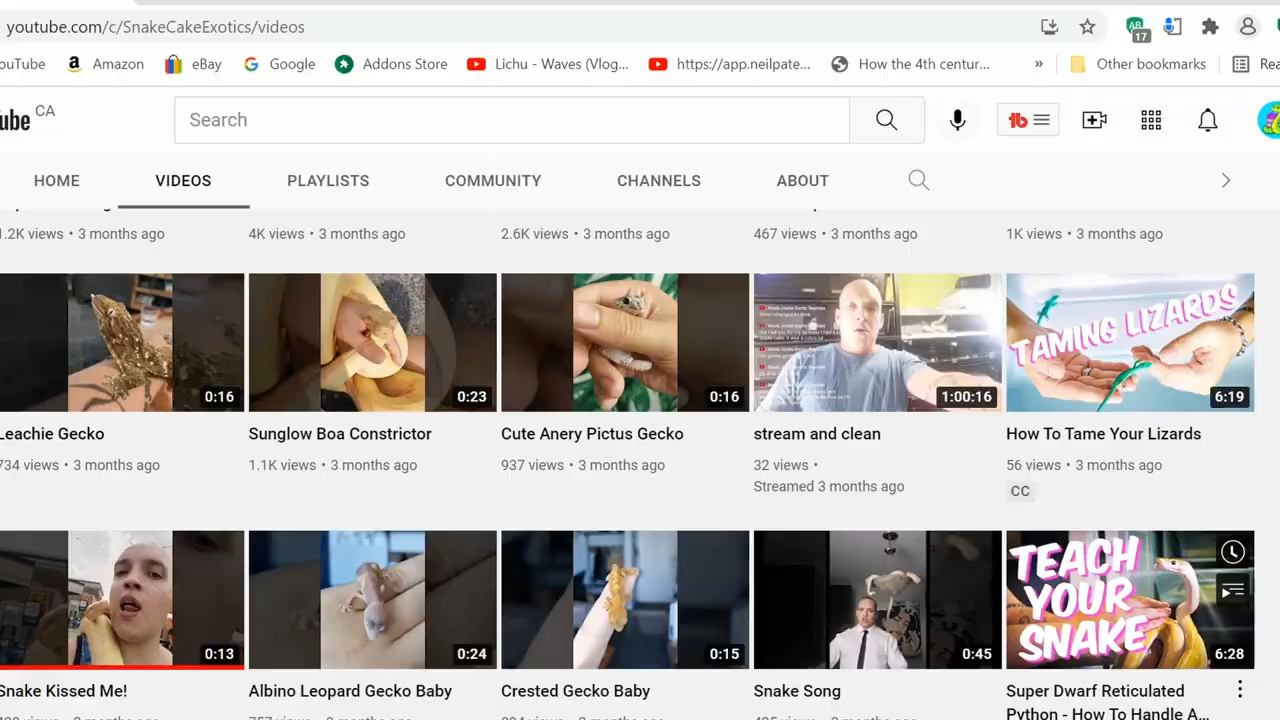 youtube.com/c/SnakeCakeExotics/videos
17
ouTube
Amazon
eBay
Google
Addons Store
Lichu - Waves (Vlog...
https://app.neilpate...
How the 4th centur...
»
Other bookmarks
Rea
ube CA
Search
HOME
VIDEOS
PLAYLISTS
COMMUNITY
CHANNELS
ABOUT
1.2K views • 3 months ago
4K views • 3 months ago
2.6K views • 3 months ago
467 views • 3 months ago
1K views • 3 months ago
TAMING LIZARDS
0:16
0:23
0:16
1:00:16
6:19
Leachie Gecko
Sunglow Boa Constrictor
Cute Anery Pictus Gecko
stream and clean
How To Tame Your Lizards
734 views • 3 months ago
1.1K views • 3 months ago
937 views • 3 months ago
32 views •
Streamed 3 months ago
56 views • 3 months ago
CC
TEACH
YOUR
SNAKE
0:13
0:24
0:15
0:45
6:28
Snake Kissed Me!
Albino Leopard Gecko Baby
Crested Gecko Baby
Snake Song
Super Dwarf Reticulated
Python - How To Handle A...